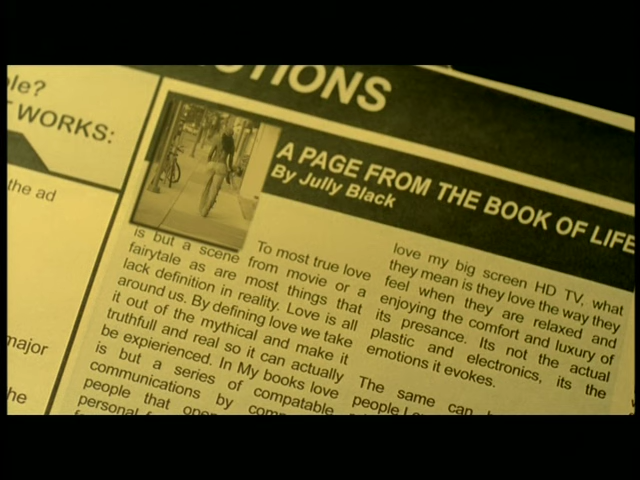 OTIONS
ple?
T WORKS:
the ad
major
he
A PAGE FROM THE BOOK OF LIFE
By Jully Black
To most true love
is but a scene from movie or a
fairytale as are most things that
lack definition in reality. Love is all
around us. By defining love we take
it out of the mythical and make it
truthfull and real so it can actually
be experienced. In My books love
is but a series of compatable
communications by
people that
personal
love my big screen HD TV, what
they mean is they love the way they
feel when they are relaxed and
enjoying the comfort and luxury of
its presance. Its not the actual
plastic and electronics, its the
emotions it evokes.
The same can
people